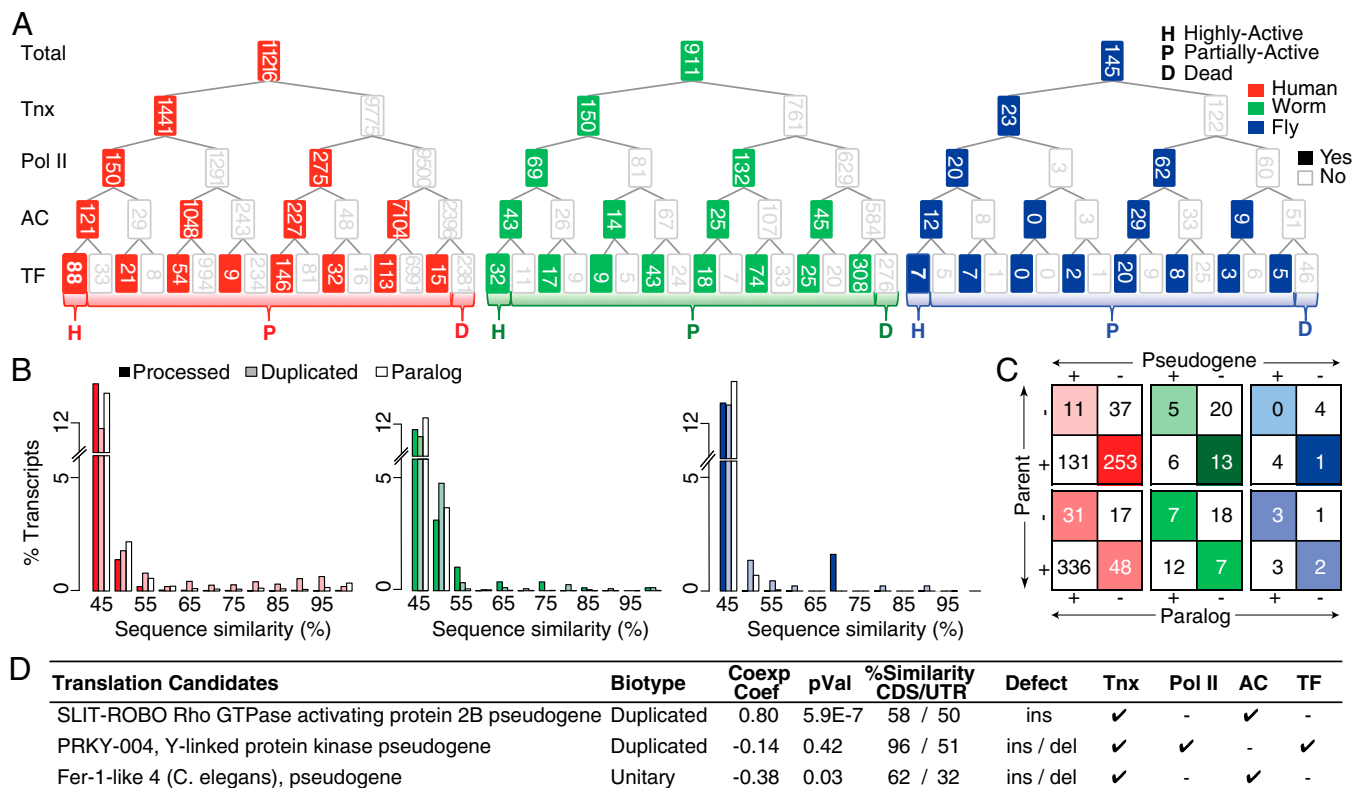 A
Total
11216
911
145
H Highly-Active
P Partially-Active
D Dead
Human
Worm
Fly
Yes
No
Tnx
1441 9775
150 761
23 122
Pol II
150 1291 275 9500
69 81 132 629
20 3 62 60
AC
121 29 1048 243 227 48 7104 2396
43 26 14 67 25 107 45 584
12 8 0 3 29 33 9 51
TF
88 33 21 8 54 994 9 234 146 81 32 16 113 6991 15 2381
32 11 17 9 9 5 43 24 18 7 74 33 25 20 308 276
7 5 7 1 0 0 2 1 20 9 8 25 3 6 5 46
H P D
H P D
H P D
B
Processed Duplicated Paralog
% Transcripts
12
5
0
45 55 65 75 85 95
Sequence similarity (%)
12
5
0
45 55 65 75 85 95
Sequence similarity (%)
12
5
0
45 55 65 75 85 95
Sequence similarity (%)
C
Pseudogene
+ - + - + -
Parent
- 11 37 5 20 0 4
+ 131 253 6 13 4 1
- 31 17 7 18 3 1
+ 336 48 12 7 3 2
+ - + - + -
Paralog
D
Translation Candidates Biotype Coexp Coef pVal %Similarity CDS/UTR Defect Tnx Pol II AC TF
SLIT-ROBO Rho GTPase activating protein 2B pseudogene Duplicated 0.80 5.9E-7 58 / 50 ins ✔ - ✔ -
PRKY-004, Y-linked protein kinase pseudogene Duplicated -0.14 0.42 96 / 51 ins / del ✔ ✔ - ✔
Fer-1-like 4 (C. elegans), pseudogene Unitary -0.38 0.03 62 / 32 ins / del ✔ - ✔ -